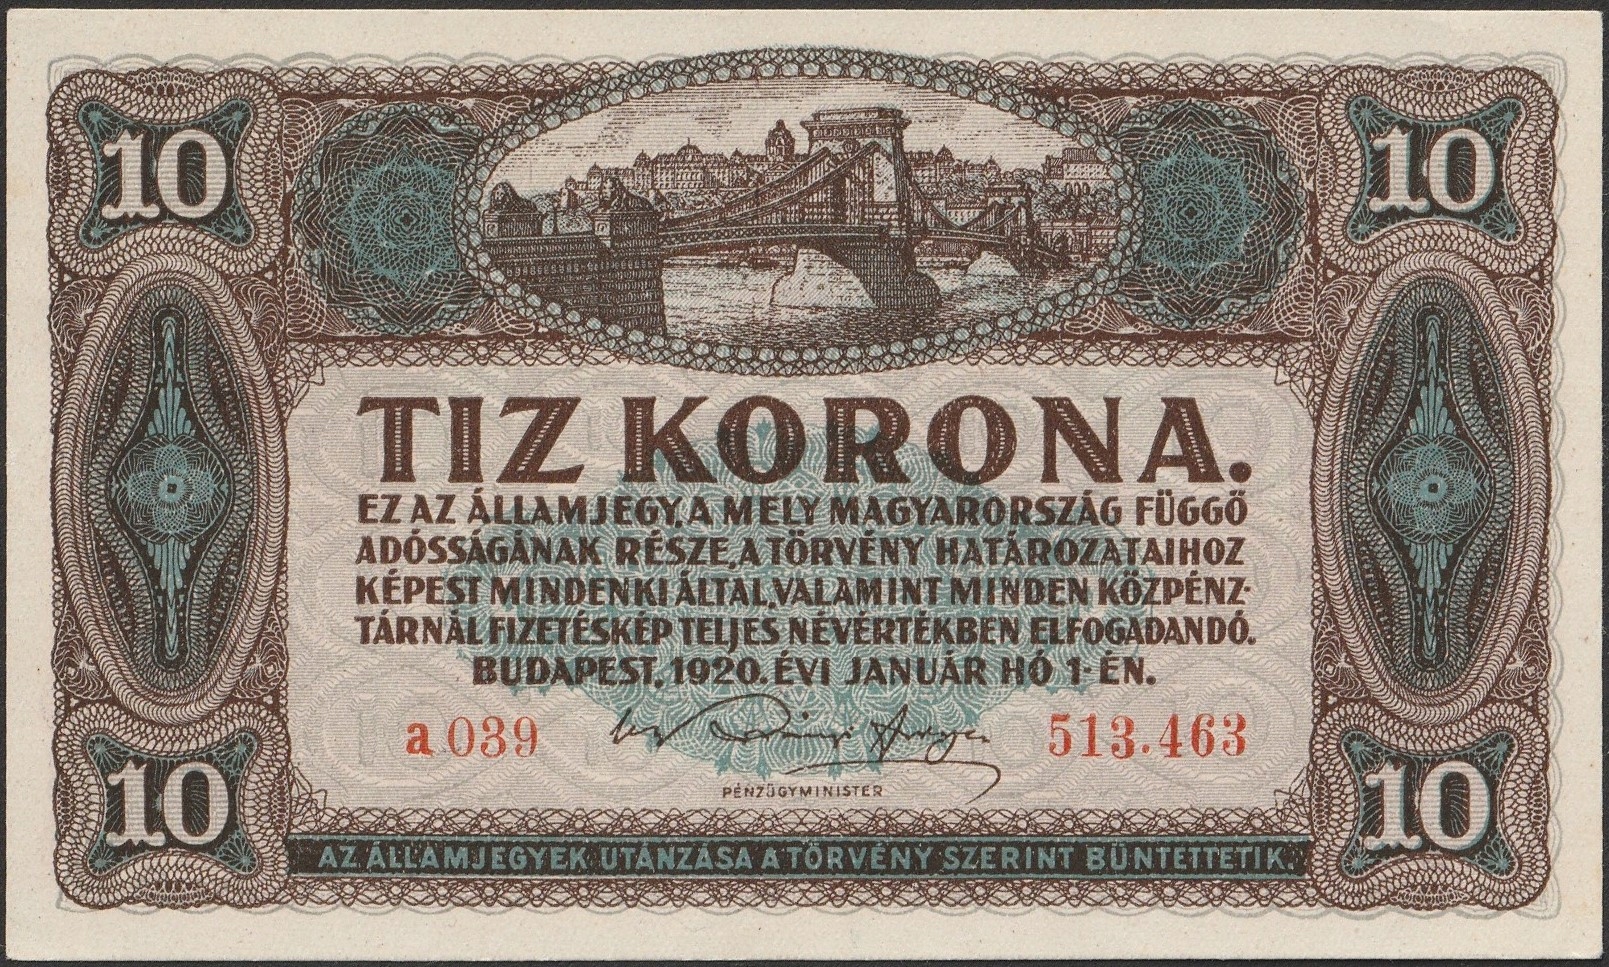 10 10
TIZ KORONA.
EZ AZ ÁLLAMJEGY, A MELY MAGYARORSZÁG FÜGGŐ
ADÓSSÁGÁNAK RÉSZE, A TÖRVÉNY HATÁROZATAIHOZ
KÉPEST MINDENKI ÁLTAL, VALAMINT MINDEN KÖZPÉNZ-
TÁRNÁL FIZETÉSKÉP TELJES NÉVÉRTÉKBEN ELFOGADANDÓ.
BUDAPEST, 1920. ÉVI JANUÁR HÓ 1-ÉN.
a 039 513.463
PÉNZÜGYMINISTER
10 10
AZ ÁLLAMJEGYEK UTÁNZÁSA A TÖRVÉNY SZERINT BÜNTETTETIK.